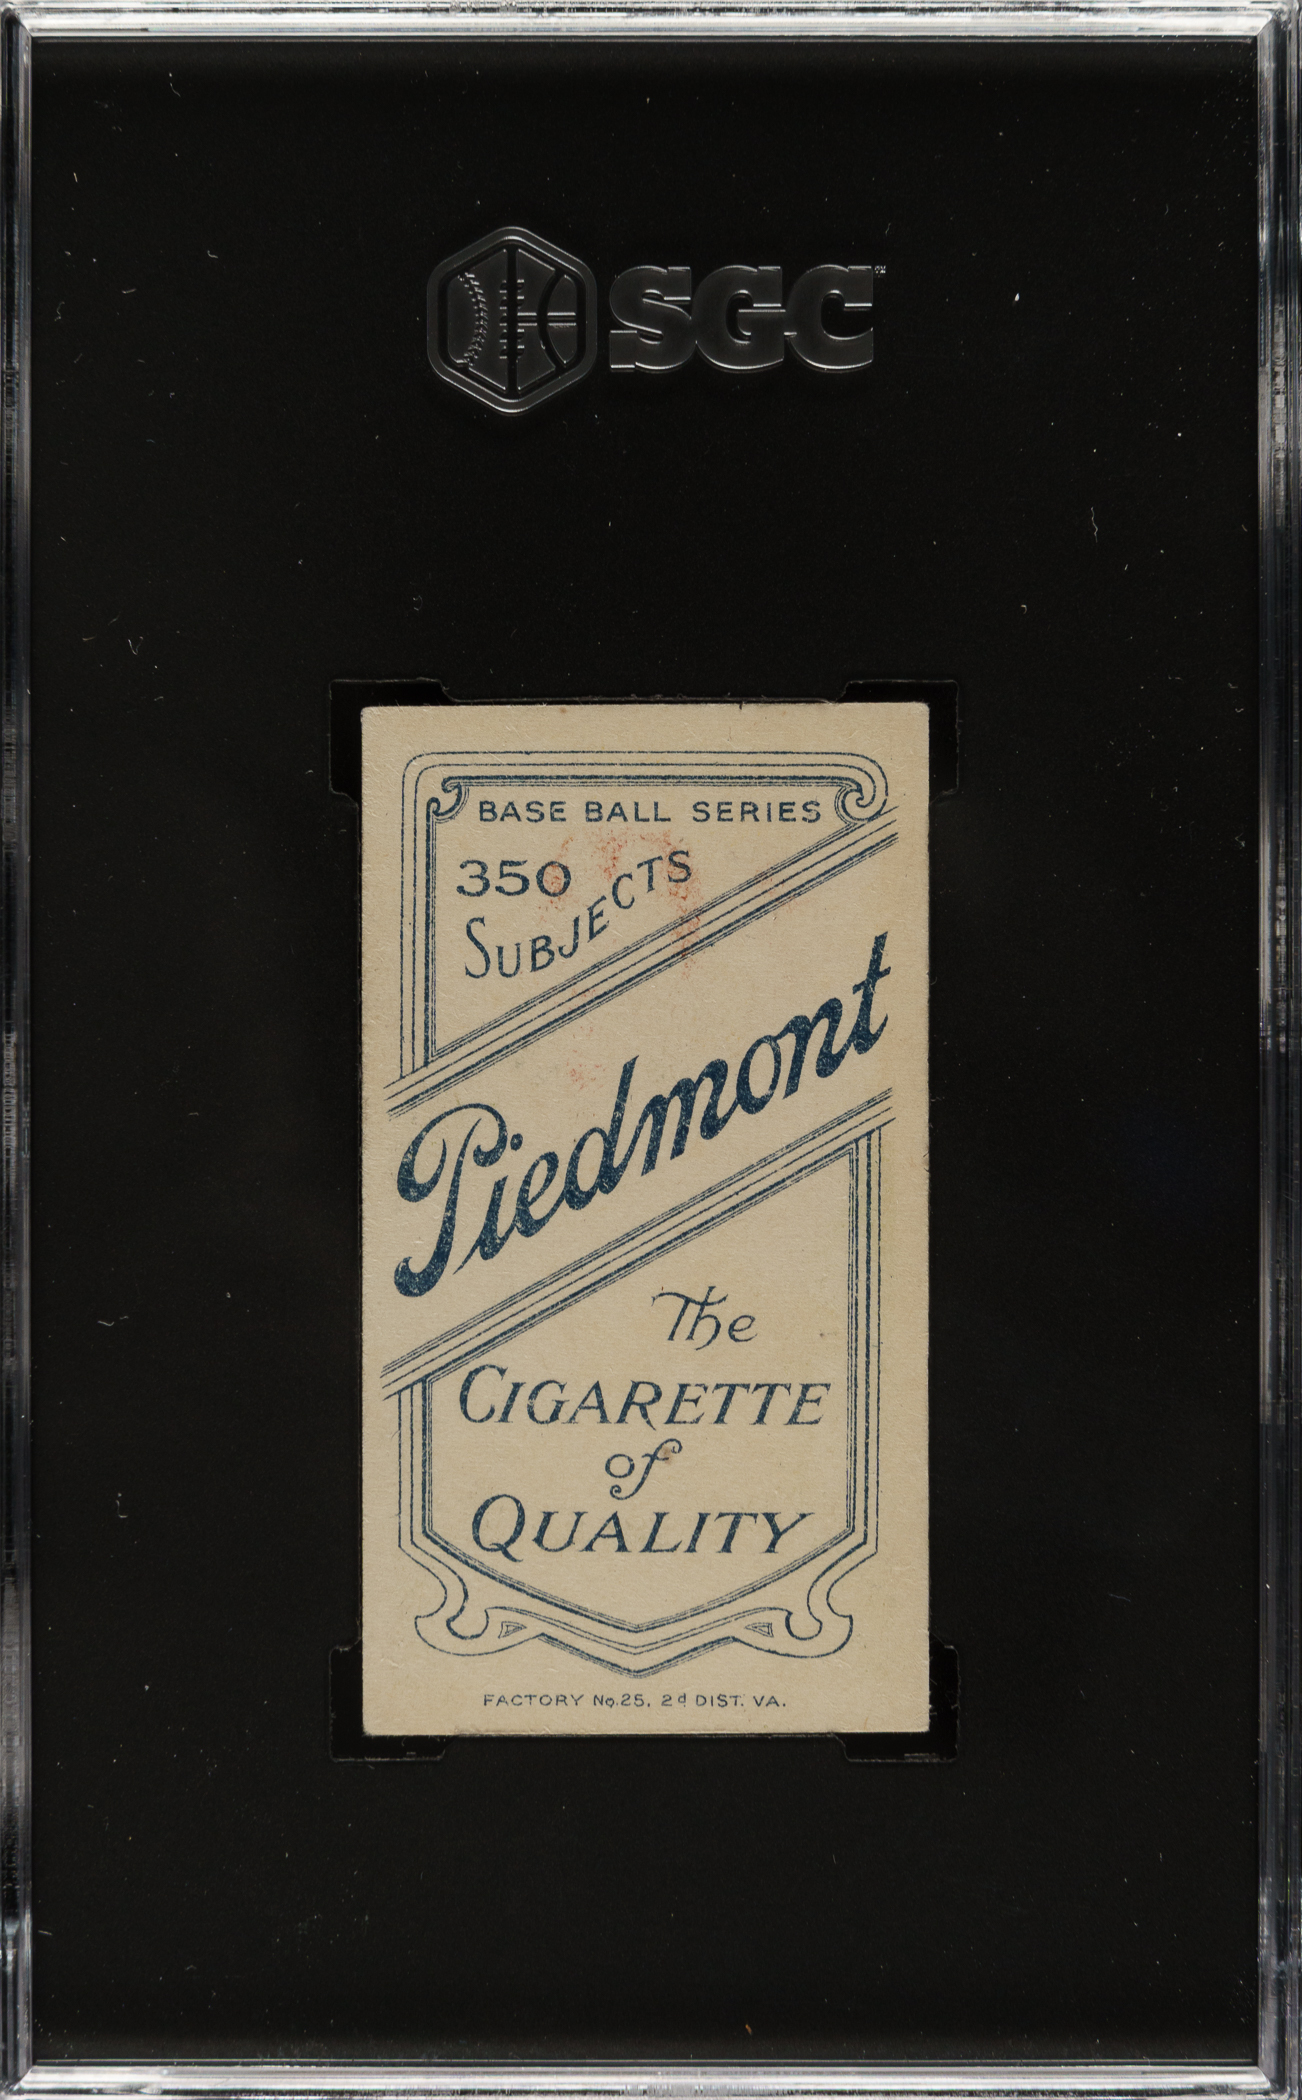 SGC
BASE BALL SERIES
350
SUBJECTS
Piedmont
The
CIGARETTE
of
QUALITY
FACTORY No. 25, 2d DIST. VA.